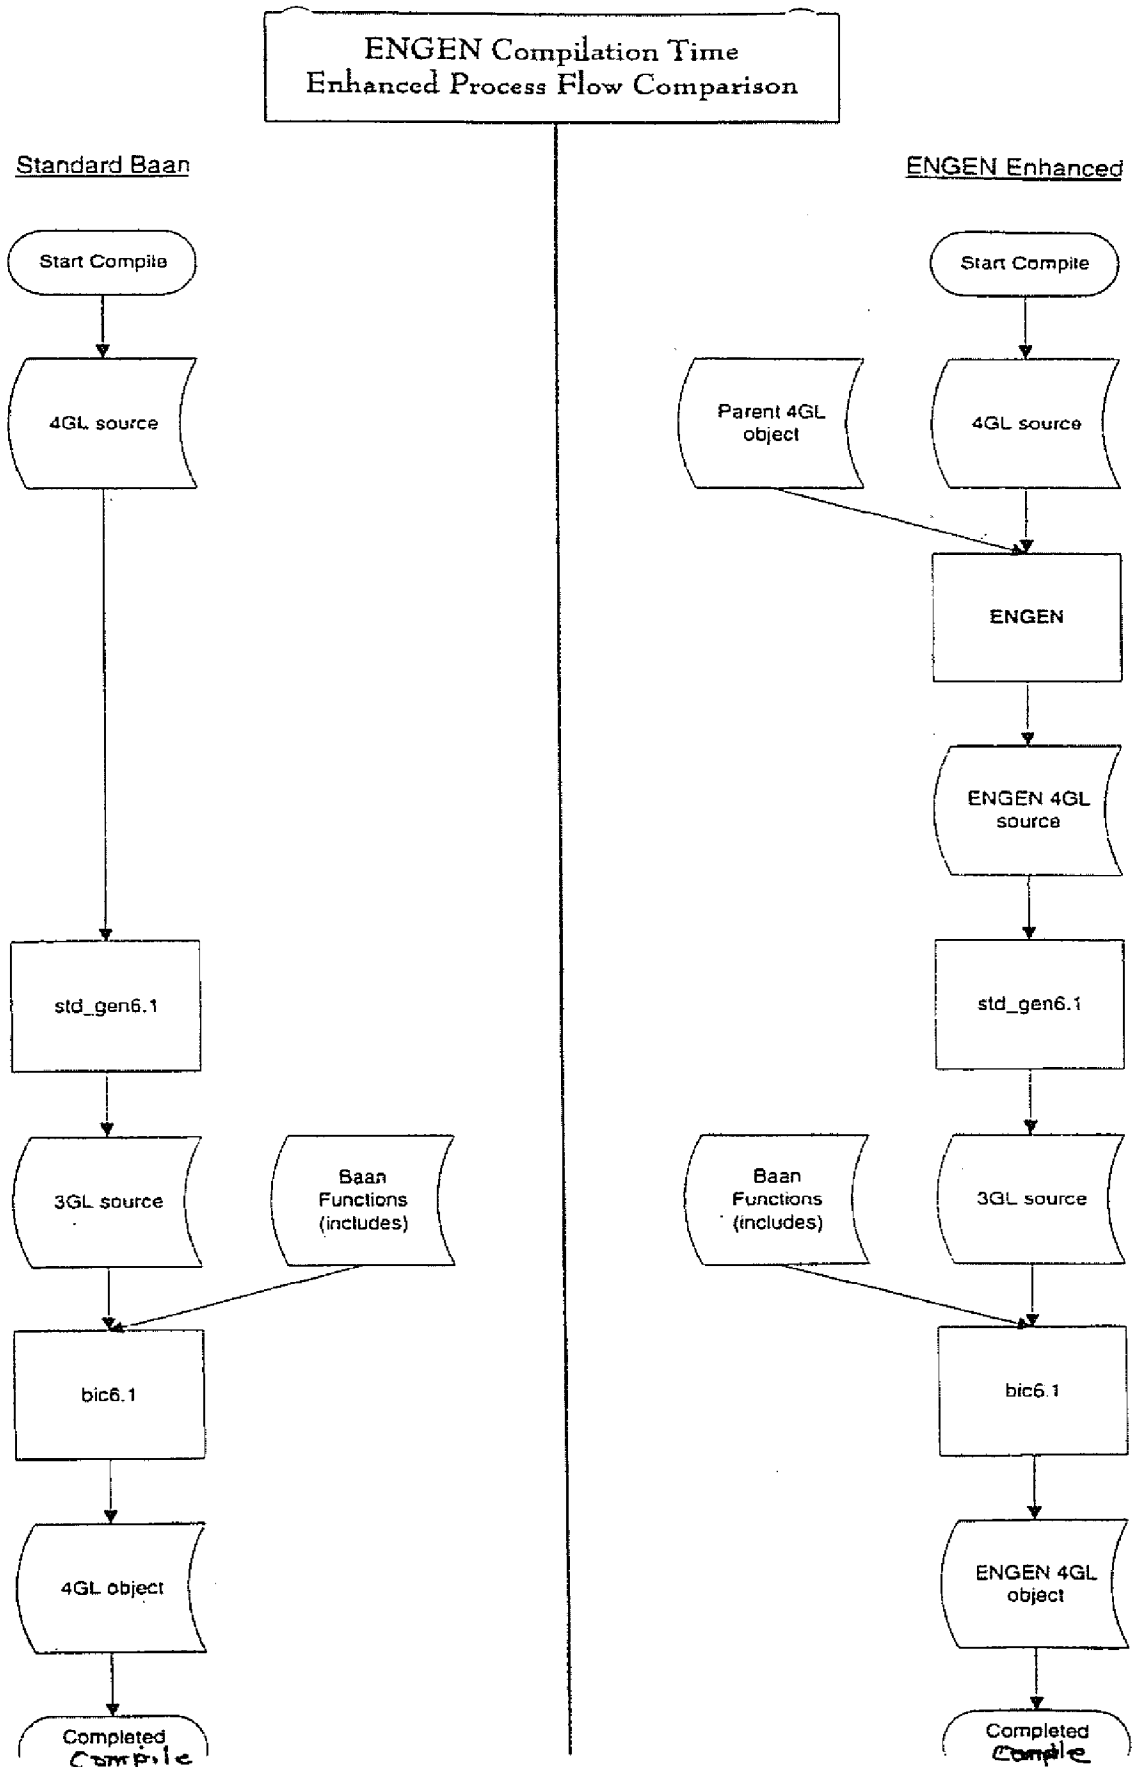 ENGEN Compilation Time
Enhanced Process Flow Comparison
Standard Baan
ENGEN Enhanced
Start Compile
Start Compile
4GL source
Parent 4GL
object
4GL source
ENGEN
ENGEN 4GL
source
std_gen6.1
std_gen6.1
3GL source
Baan
Functions
(includes)
Baan
Functions
(includes)
3GL source
bic6.1
bic6.1
4GL object
ENGEN 4GL
object
Completed
Compile
Completed
Compile